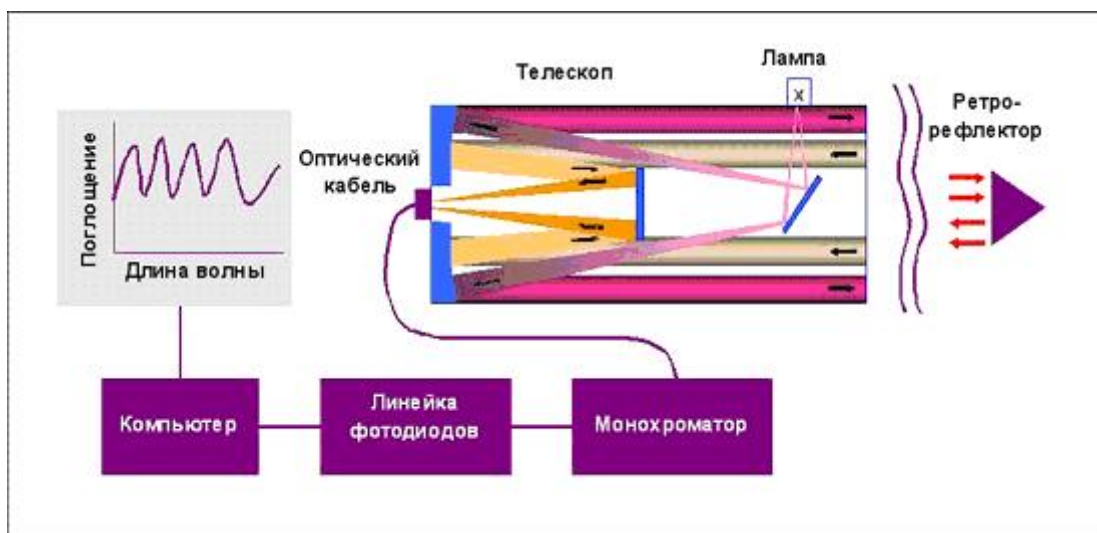 Лампа
Телескоп
Ретро-
рефлектор
X
Оптический
кабель
Поглощение
Длина волны
Компьютер
Линейка
фотодиодов
Монохроматор